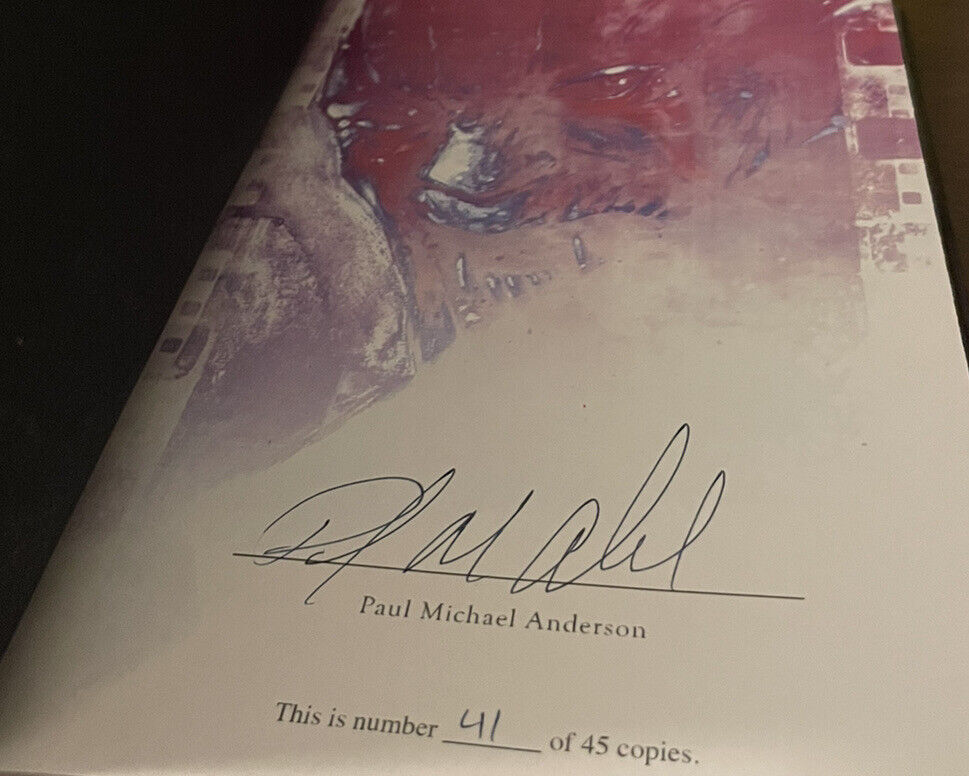 Paul Michael Anderson
This is number 41 of 45 copies.